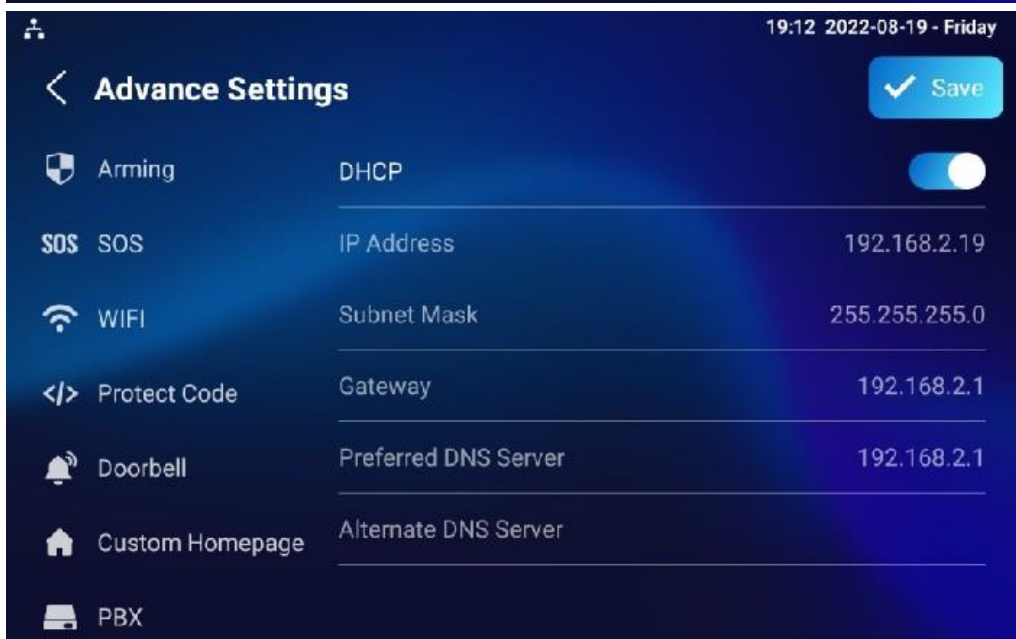 19:12 2022-08-19 - Friday
Advance Settings
Save
Arming
DHCP
SOS SOS
IP Address 192.168.2.19
WIFI
Subnet Mask 255.255.255.0
</> Protect Code
Gateway 192.168.2.1
Doorbell
Preferred DNS Server 192.168.2.1
Custom Homepage
Alternate DNS Server
PBX